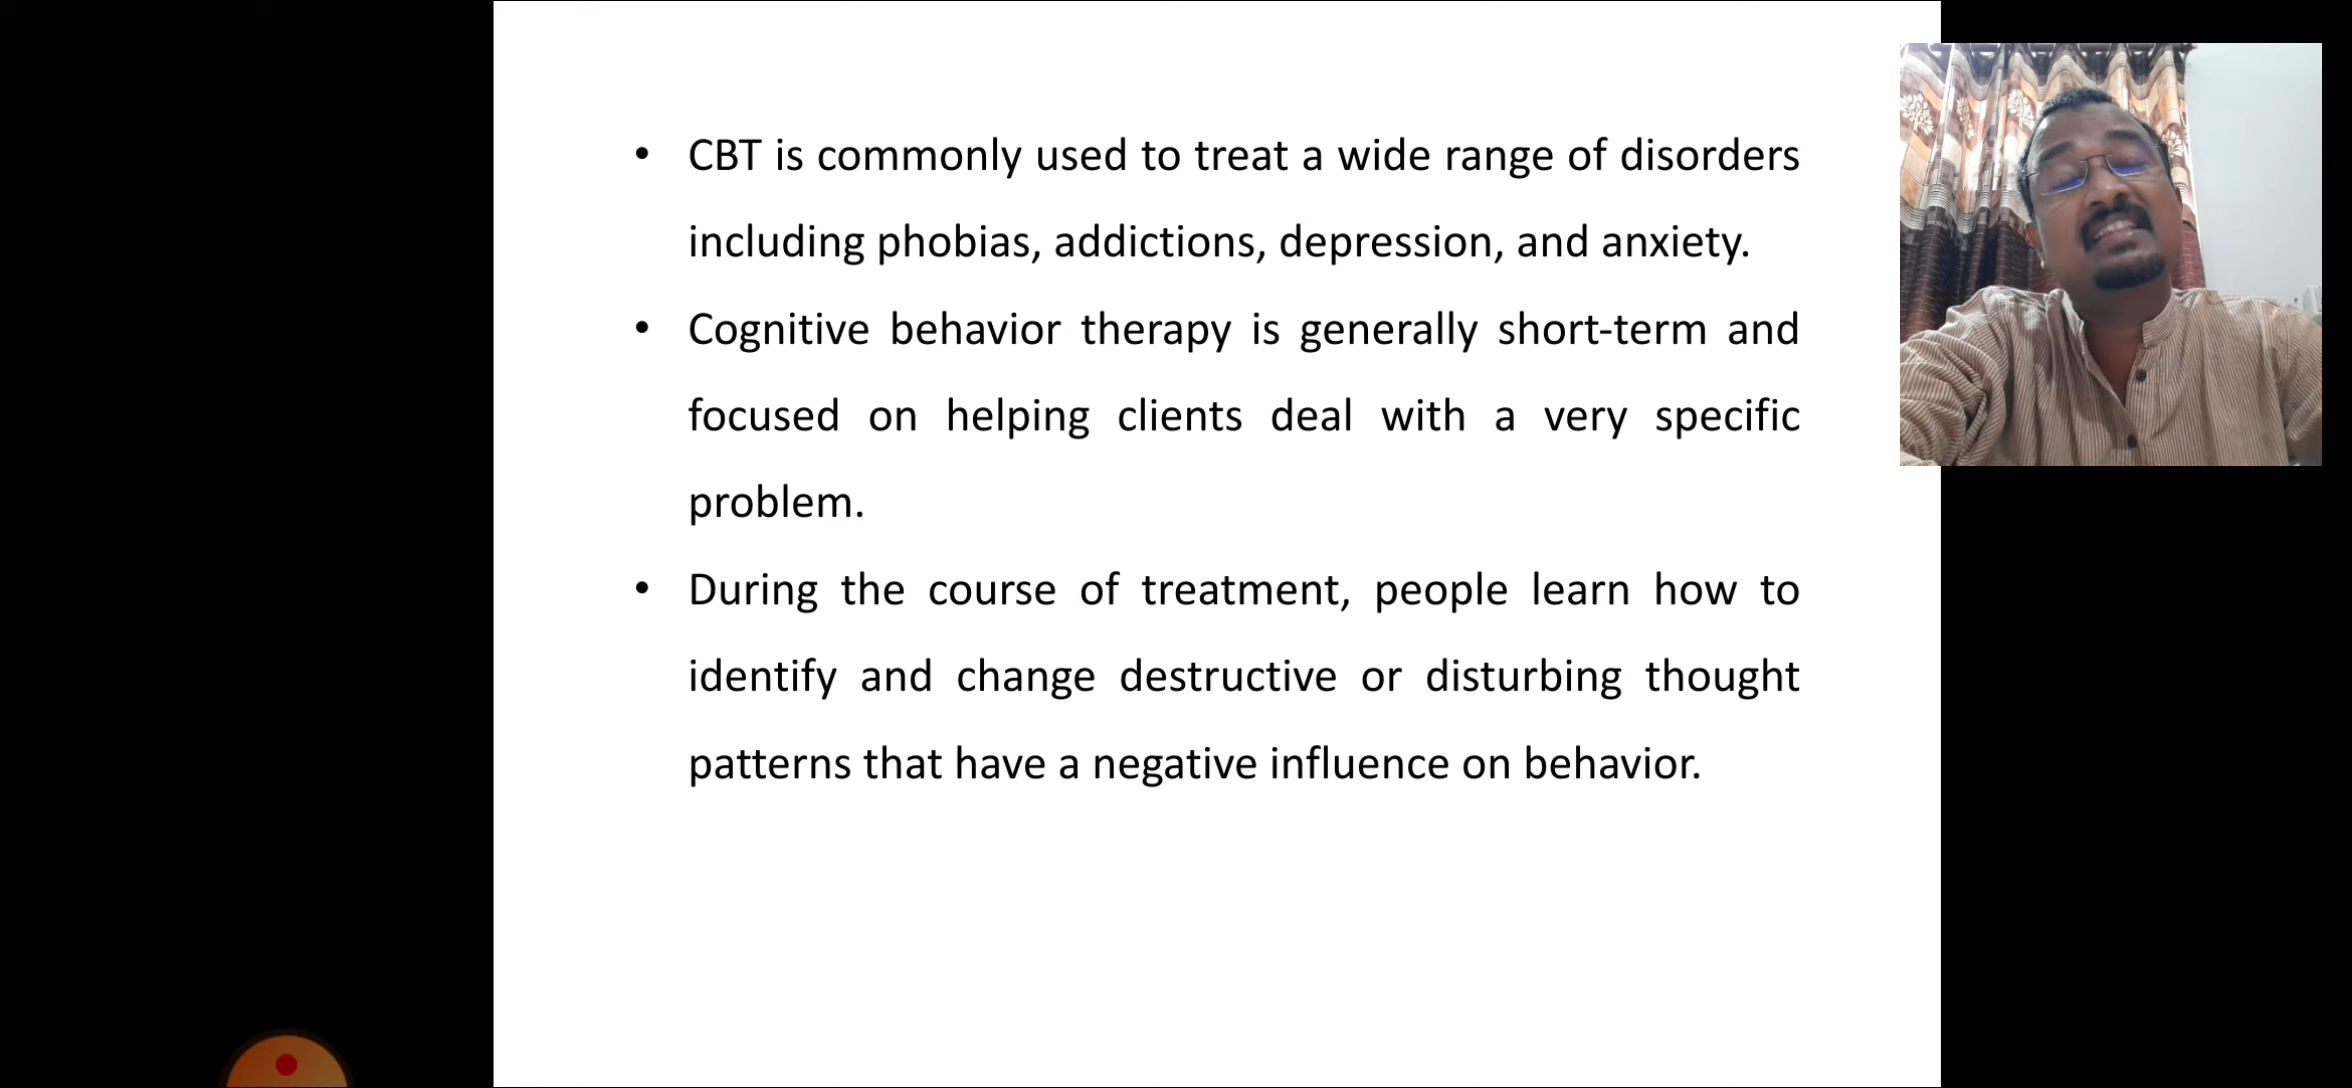 • CBT is commonly used to treat a wide range of disorders
including phobias, addictions, depression, and anxiety.
• Cognitive behavior therapy is generally short-term and
focused on helping clients deal with a very specific
problem.
• During the course of treatment, people learn how to
identify and change destructive or disturbing thought
patterns that have a negative influence on behavior.